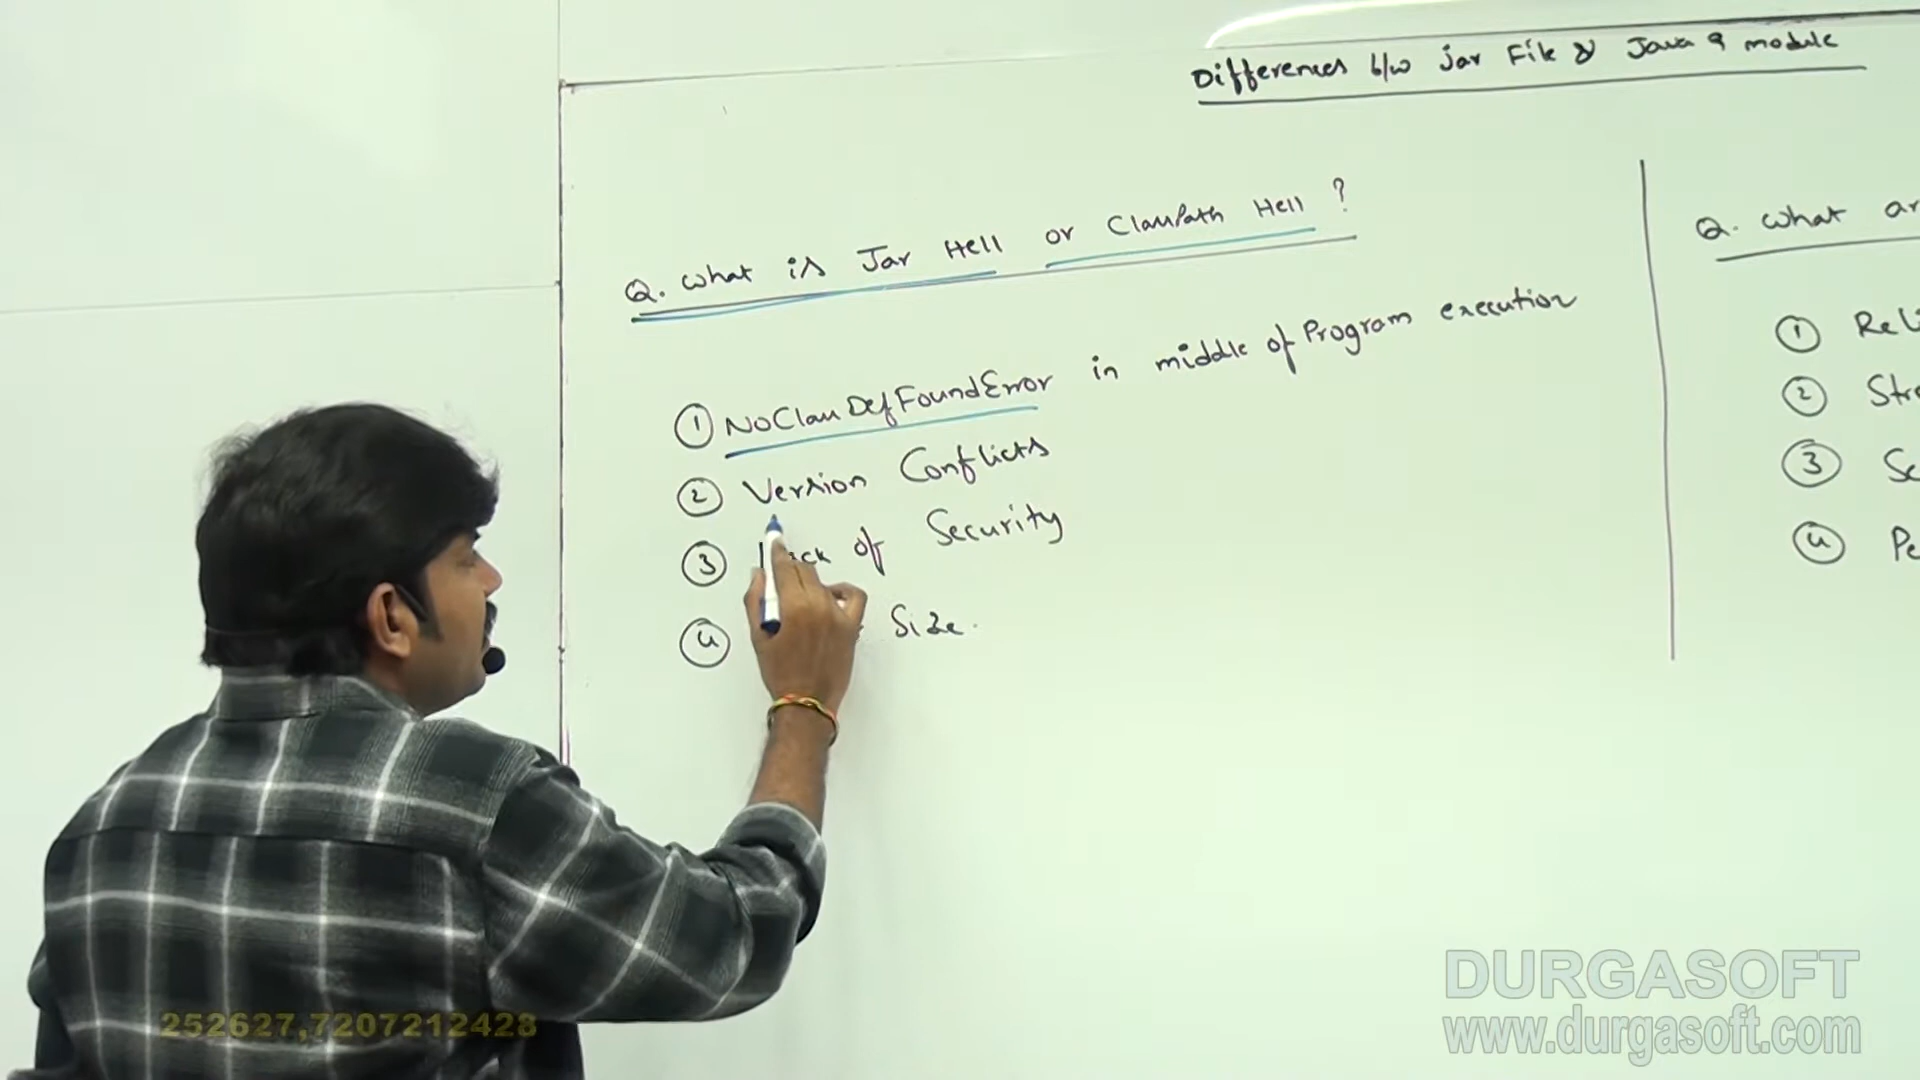 Differences b/w Jar File & Java 9 module
Q. What is Jar Hell or ClassPath Hell ?
① NoClassDefFoundError in middle of Program execution
② Version Conflicts
③ of Security
④ Size.
Q. What ar
①
②
③
④
252627,7207212428
DURGASOFT
www.durgasoft.com